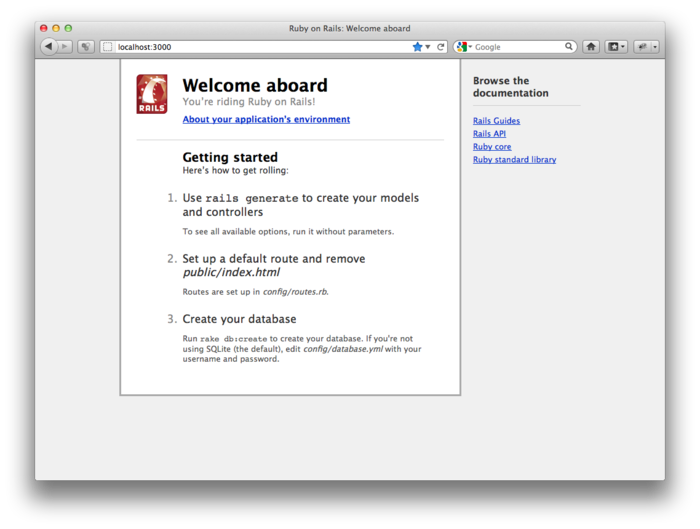 Ruby on Rails: Welcome aboard
localhost:3000
Google
RAILS
Welcome aboard
You're riding Ruby on Rails!
About your application's environment
Getting started
Here's how to get rolling:
1. Use rails generate to create your models
and controllers
To see all available options, run it without parameters.
2. Set up a default route and remove
public/index.html
Routes are set up in config/routes.rb.
3. Create your database
Run rake db:create to create your database. If you're not
using SQLite (the default), edit config/database.yml with your
username and password.
Browse the
documentation
Rails Guides
Rails API
Ruby core
Ruby standard library